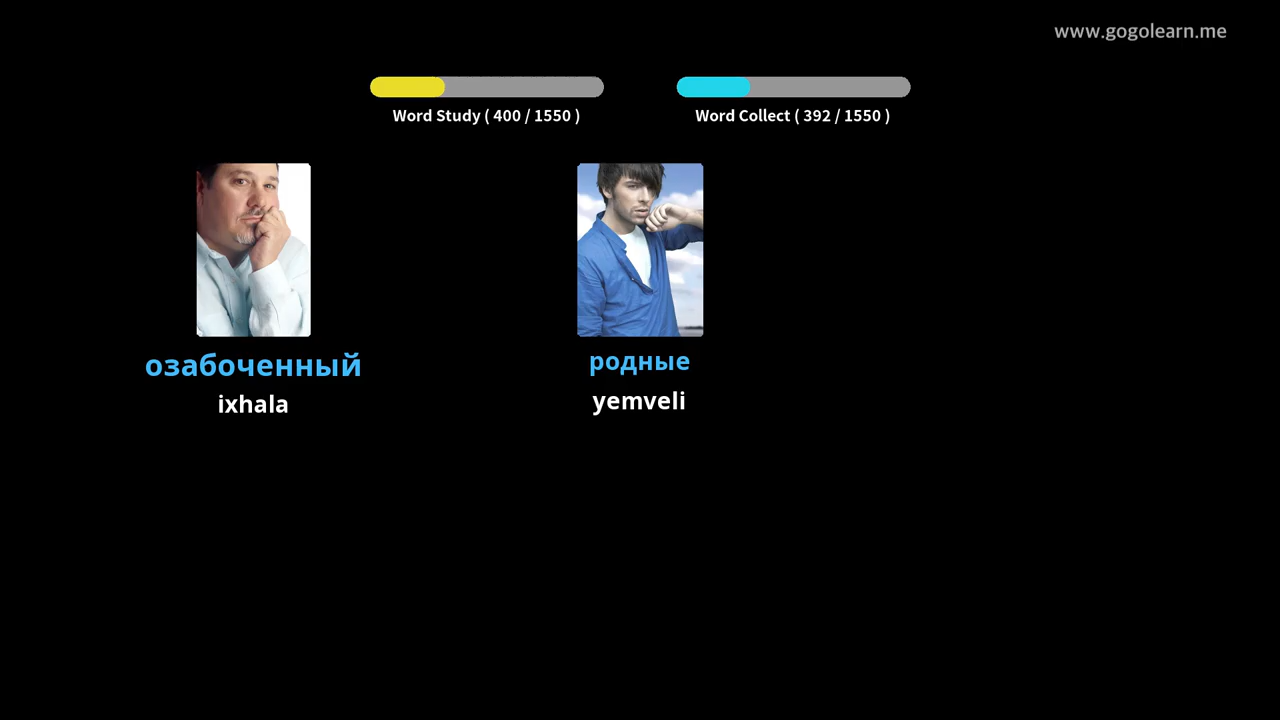 www.gogolearn.me
Word Study ( 400 / 1550 )
Word Collect ( 392 / 1550 )
озабоченный
ixhala
родные
yemveli